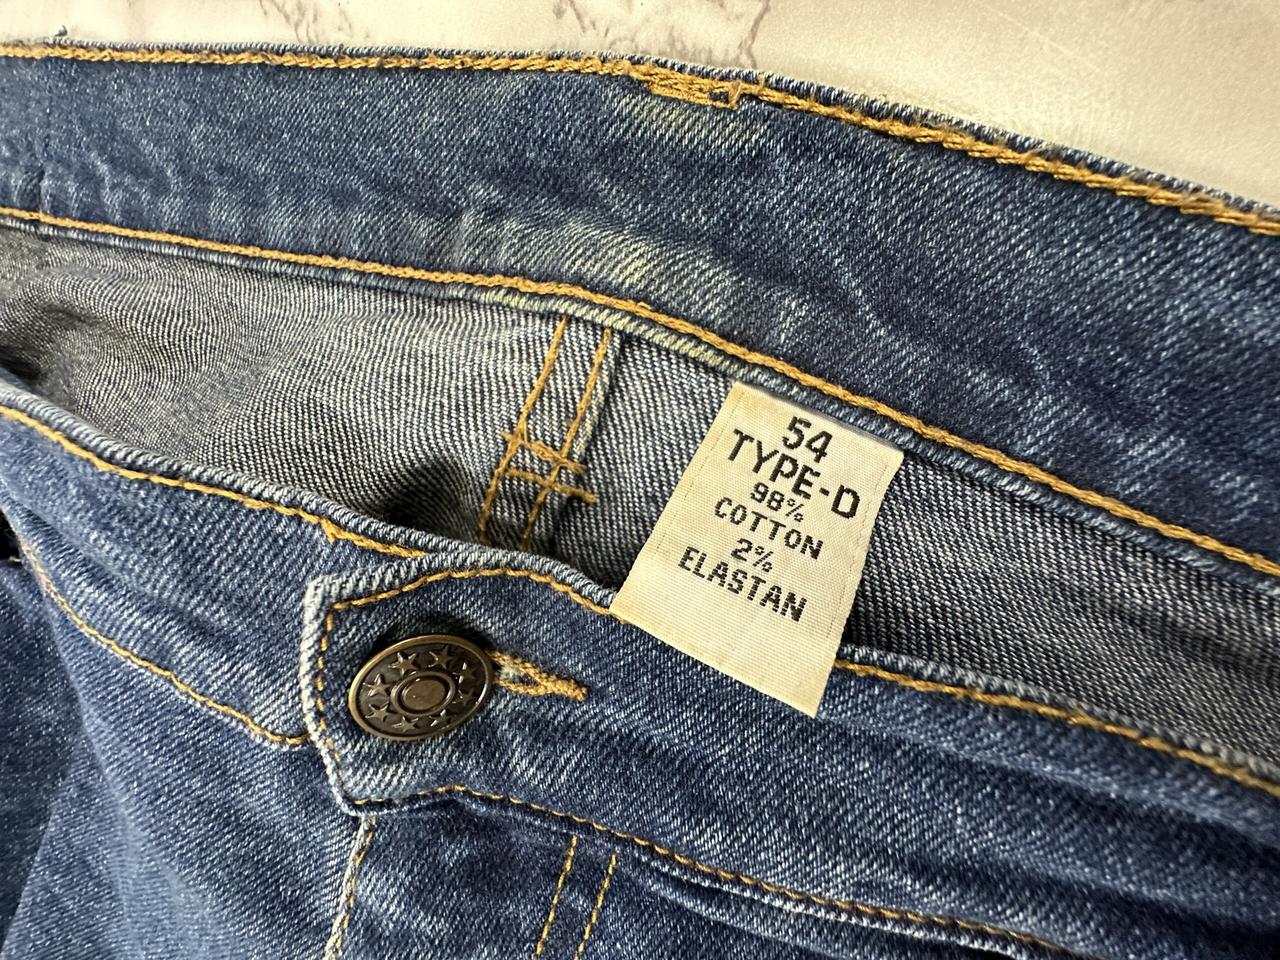 54
TYPE-D
98%
COTTON
2%
ELASTAN